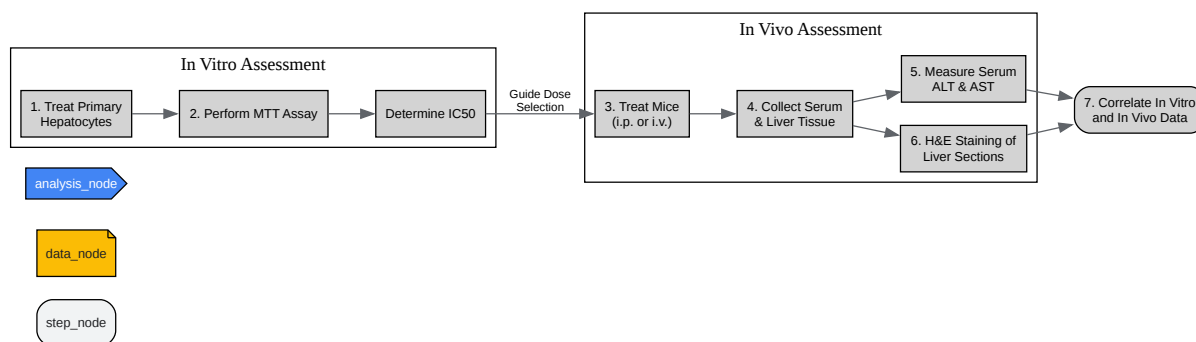 In Vitro Assessment
1. Treat Primary
Hepatocytes
2. Perform MTT Assay
Determine IC50
Guide Dose
Selection
In Vivo Assessment
3. Treat Mice
(i.p. or i.v.)
4. Collect Serum
& Liver Tissue
5. Measure Serum
ALT & AST
6. H&E Staining of
Liver Sections
7. Correlate In Vitro
and In Vivo Data
analysis_node
data_node
step_node